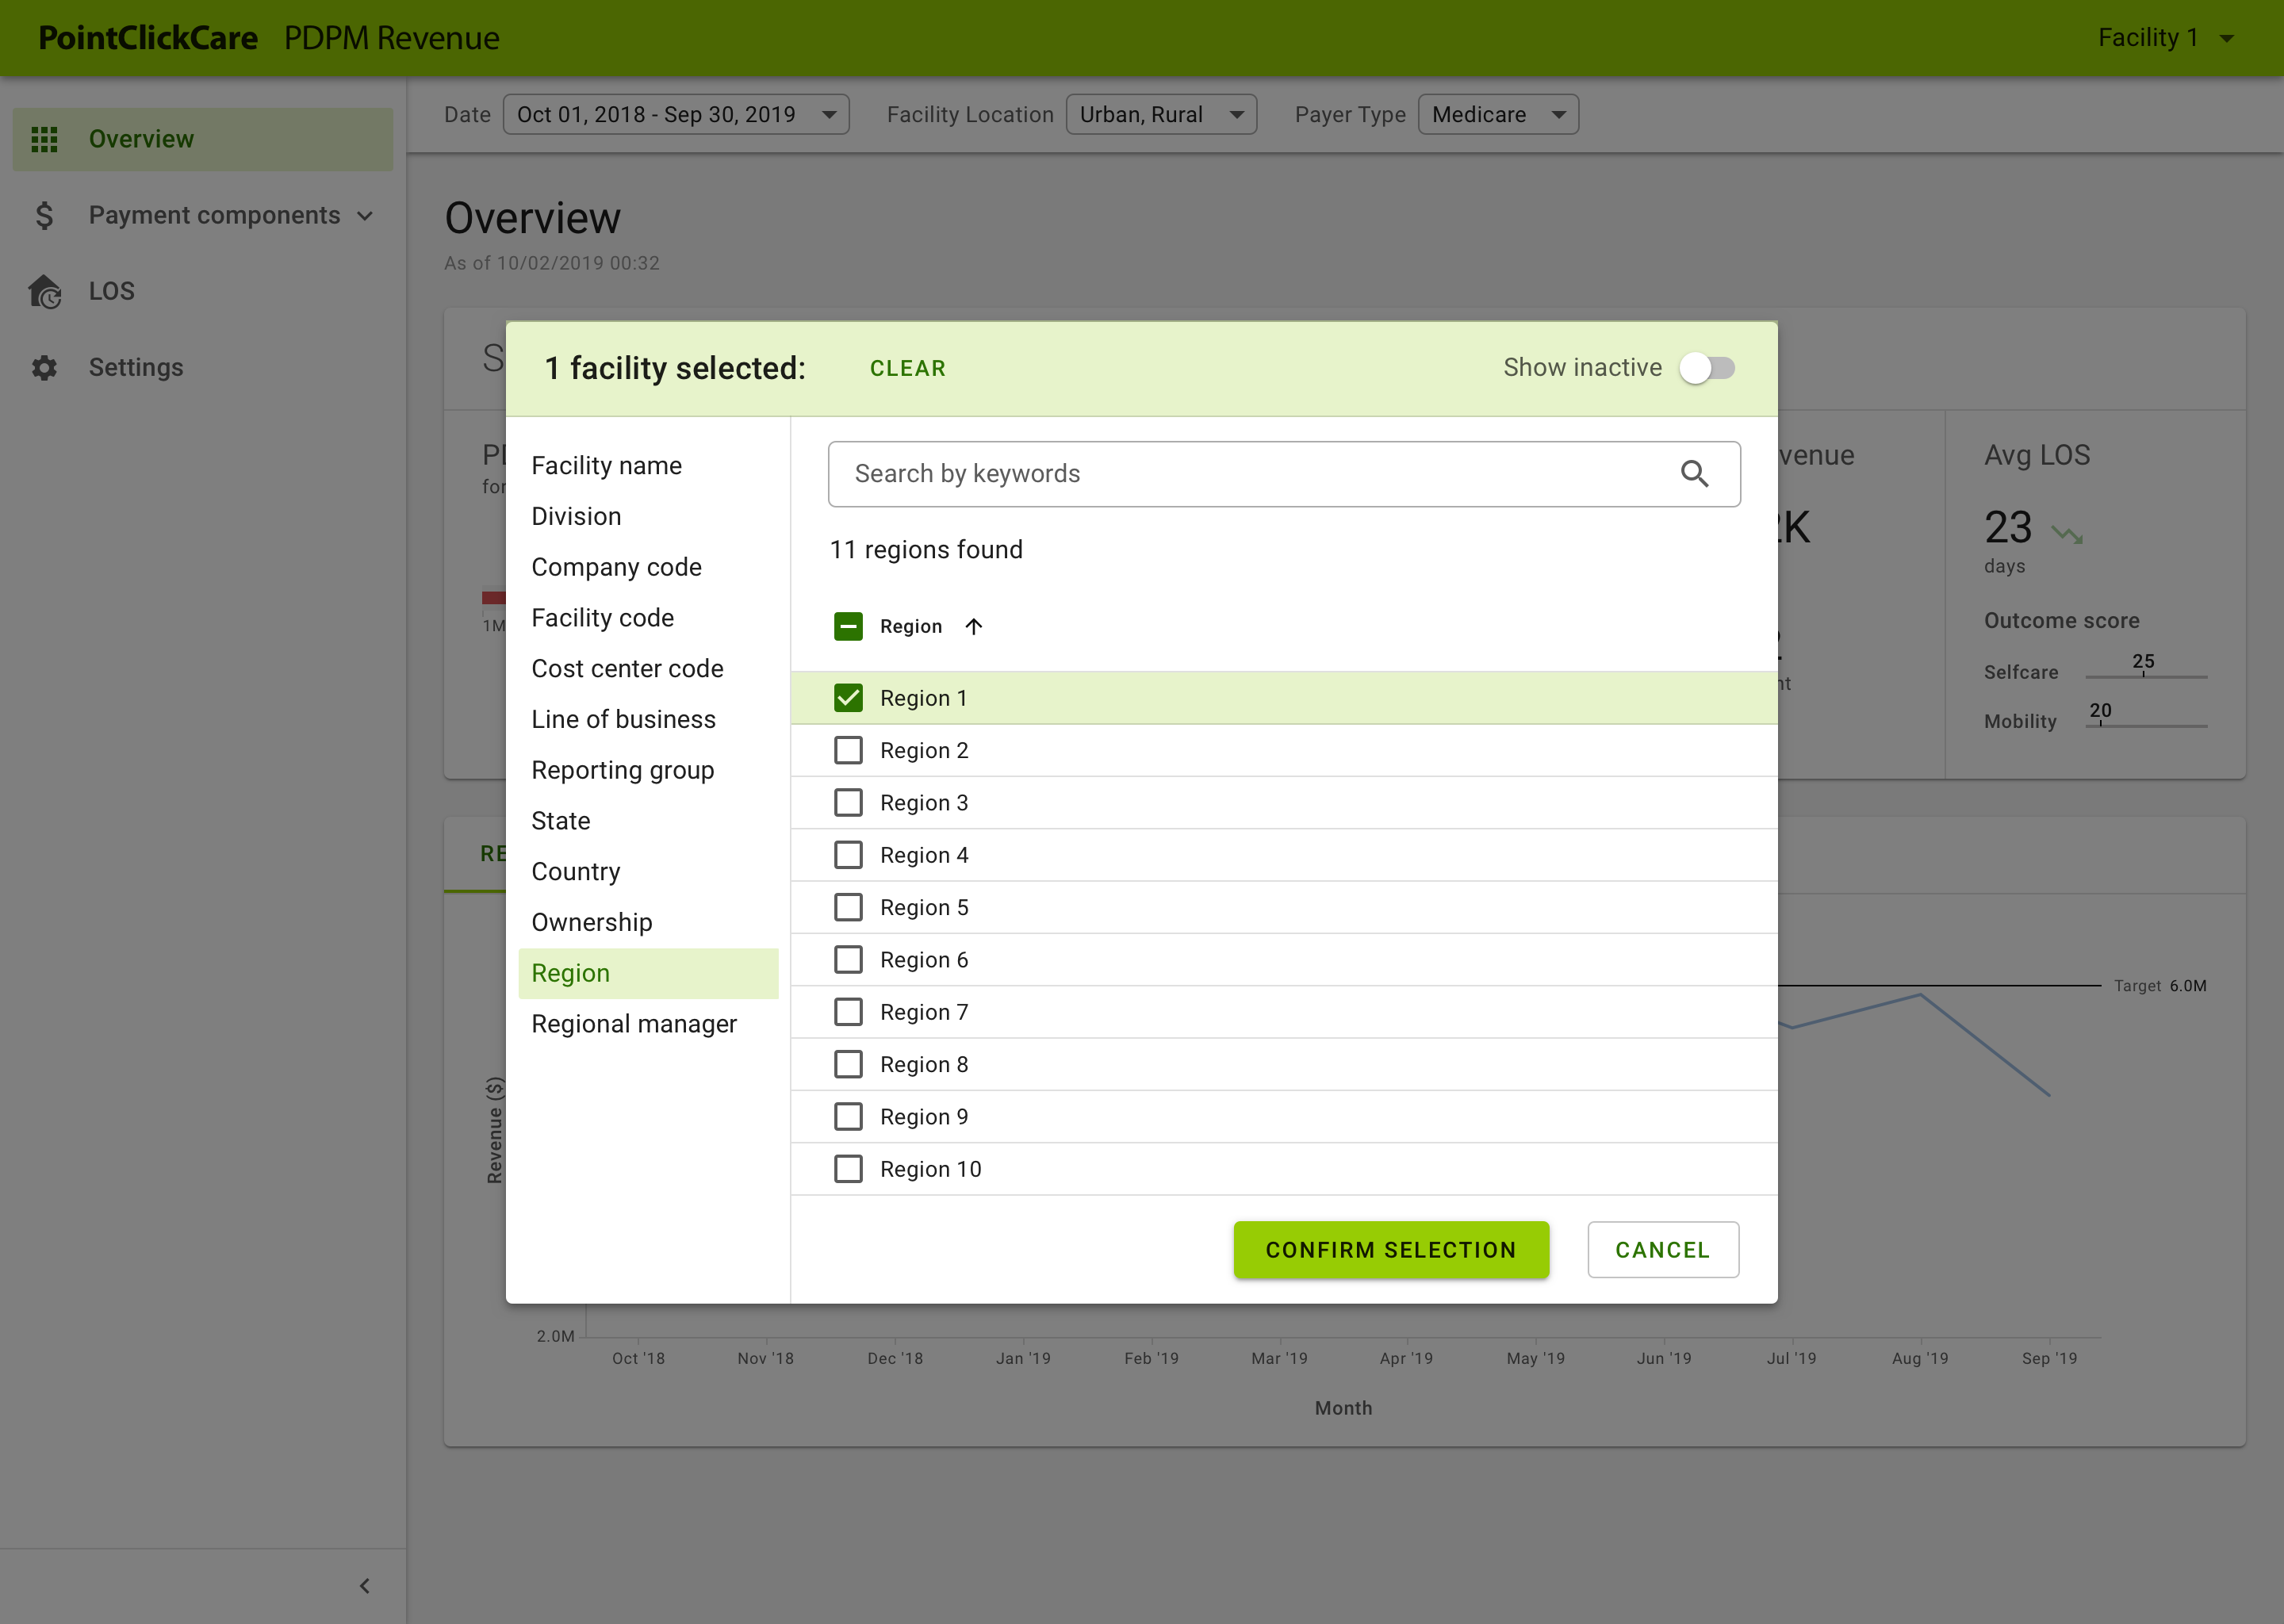 PointClickCare PDPM Revenue
Facility 1
Overview
Payment components
LOS
Settings
Date Oct 01, 2018 - Sep 30, 2019
Facility Location Urban, Rural
Payer Type Medicare
Overview
As of 10/02/2019 00:32
1 facility selected:
CLEAR
Show inactive
Facility name
Division
Company code
Facility code
Cost center code
Line of business
Reporting group
State
Country
Ownership
Region
Regional manager
Search by keywords
11 regions found
Region
Region 1
Region 2
Region 3
Region 4
Region 5
Region 6
Region 7
Region 8
Region 9
Region 10
CONFIRM SELECTION
CANCEL
for
1M
Avg LOS
23
days
Outcome score
Selfcare 25
Mobility 20
Target 6.0M
Revenue ($)
2.0M
Oct '18 Nov '18 Dec '18 Jan '19 Feb '19 Mar '19 Apr '19 May '19 Jun '19 Jul '19 Aug '19 Sep '19
Month